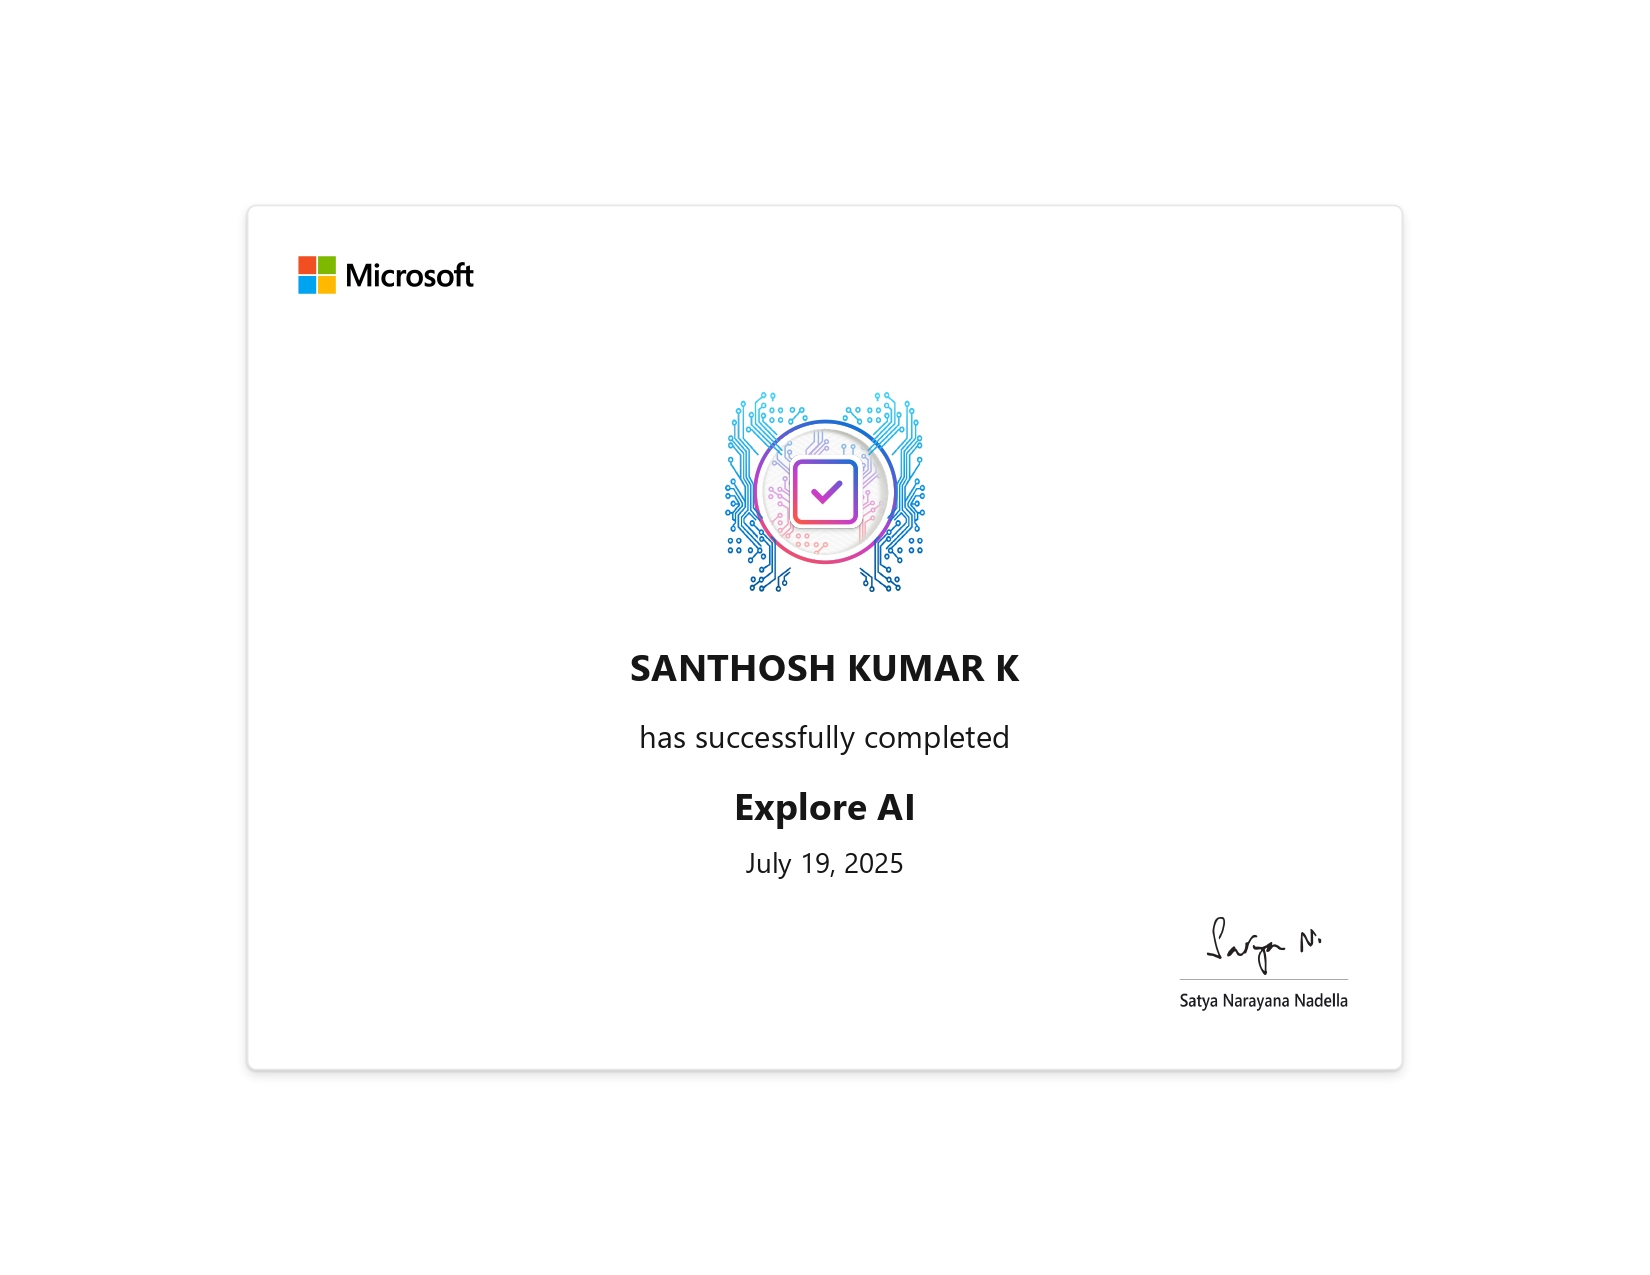 Microsoft
SANTHOSH KUMAR K
has successfully completed
Explore AI
July 19, 2025
Satya N.
Satya Narayana Nadella